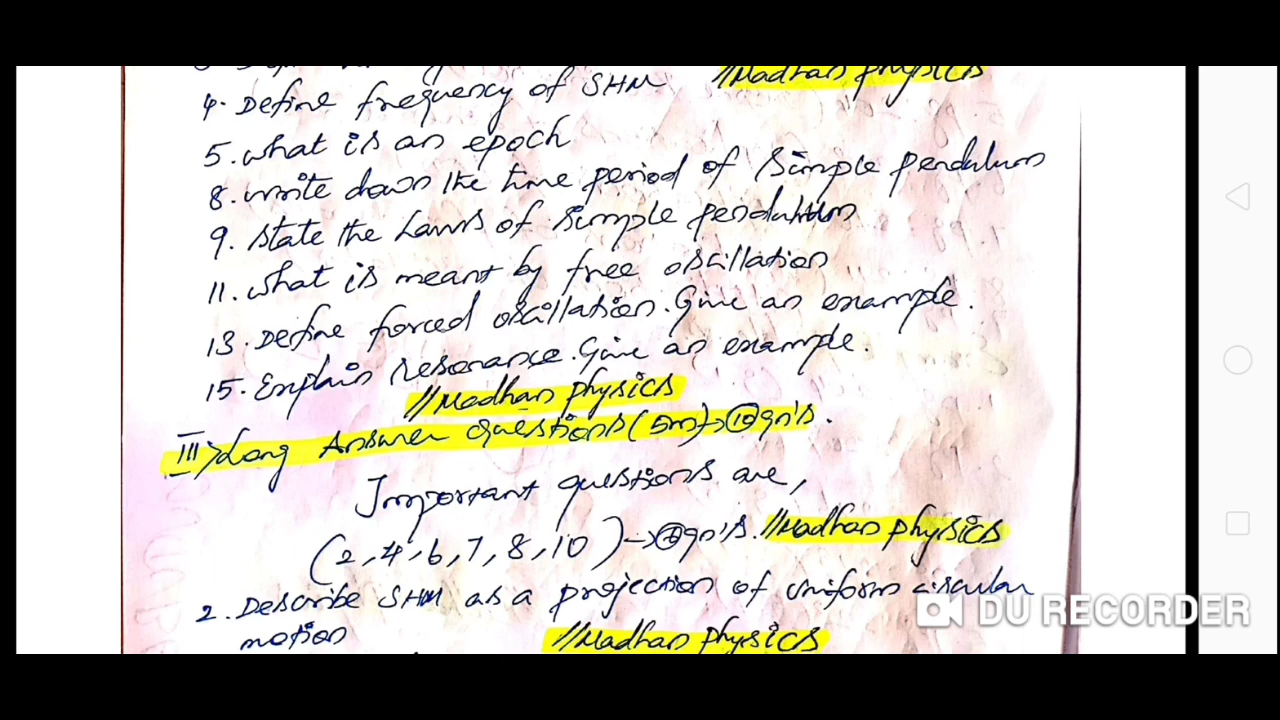 //Madhan physics
4. Define frequency of SHM
5. what is an epoch
8. write down the time period of simple pendulum
9. state the Laws of simple pendulum
11. what is meant by free oscillation
13. Define forced oscillation. Give an example.
15. Explain resonance. Give an example.
//Madhan physics
III> Long Answer questions (5m)→⑩qn's.
Important questions are,
(2,4,6,7,8,10)→ qn's. //Madhan physics
2. Describe SHM as a projection of uniform circular
motion
//Madhan physics
DU RECORDER